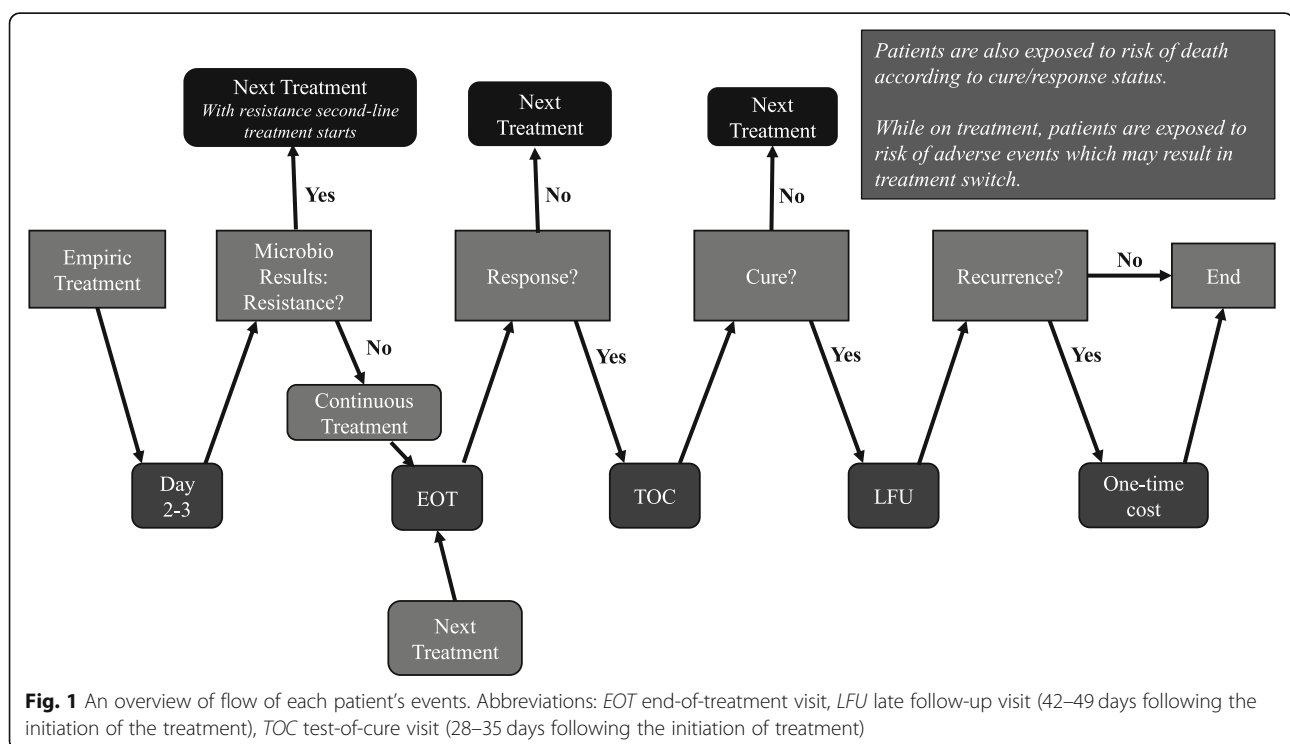 Patients are also exposed to risk of death
according to cure/response status.
While on treatment, patients are exposed to
risk of adverse events which may result in
treatment switch.
Next Treatment
With resistance second-line
treatment starts
Next
Treatment
Next
Treatment
Yes
No
No
Empiric
Treatment
Microbio
Results:
Resistance?
Response?
Cure?
Recurrence?
No
End
No
Yes
Yes
Yes
Continuous
Treatment
Day
2-3
EOT
TOC
LFU
One-time
cost
Next
Treatment
Fig. 1 An overview of flow of each patient’s events. Abbreviations: EOT end-of-treatment visit, LFU late follow-up visit (42–49 days following the
initiation of the treatment), TOC test-of-cure visit (28–35 days following the initiation of treatment)